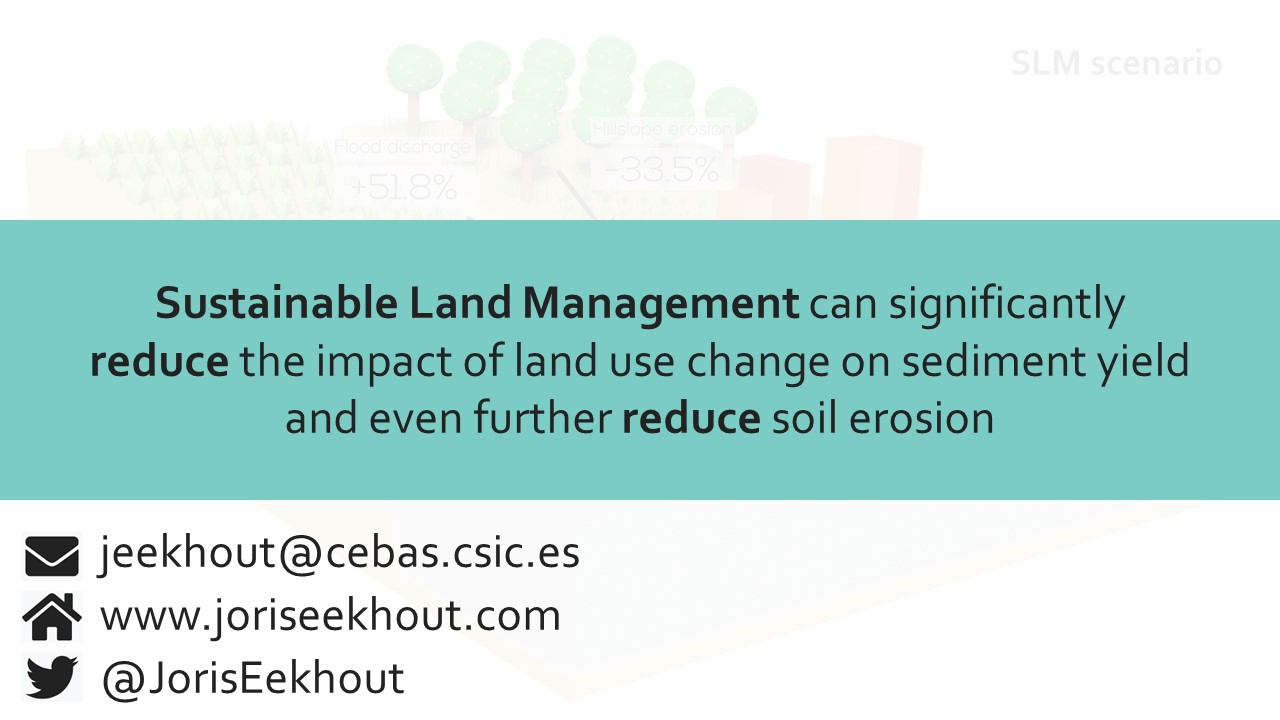 SLM scenario
Hillslope erosion
Flood discharge
-33.5%
+51.8%
Sustainable Land Management can significantly
reduce the impact of land use change on sediment yield
and even further reduce soil erosion
jeekhout@cebas.csic.es
www.joriseekhout.com
@JorisEekhout